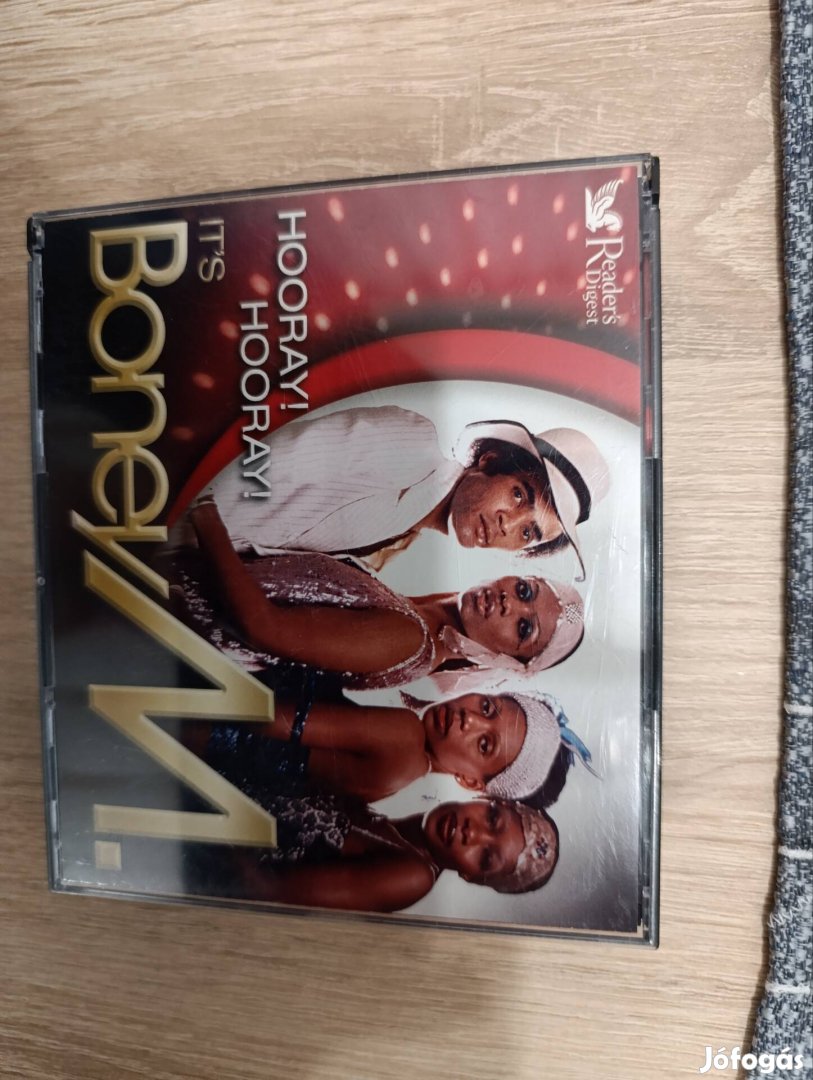 Reader's
Digest
HOORAY!
HOORAY!
IT'S
Boney M.
Jófogás